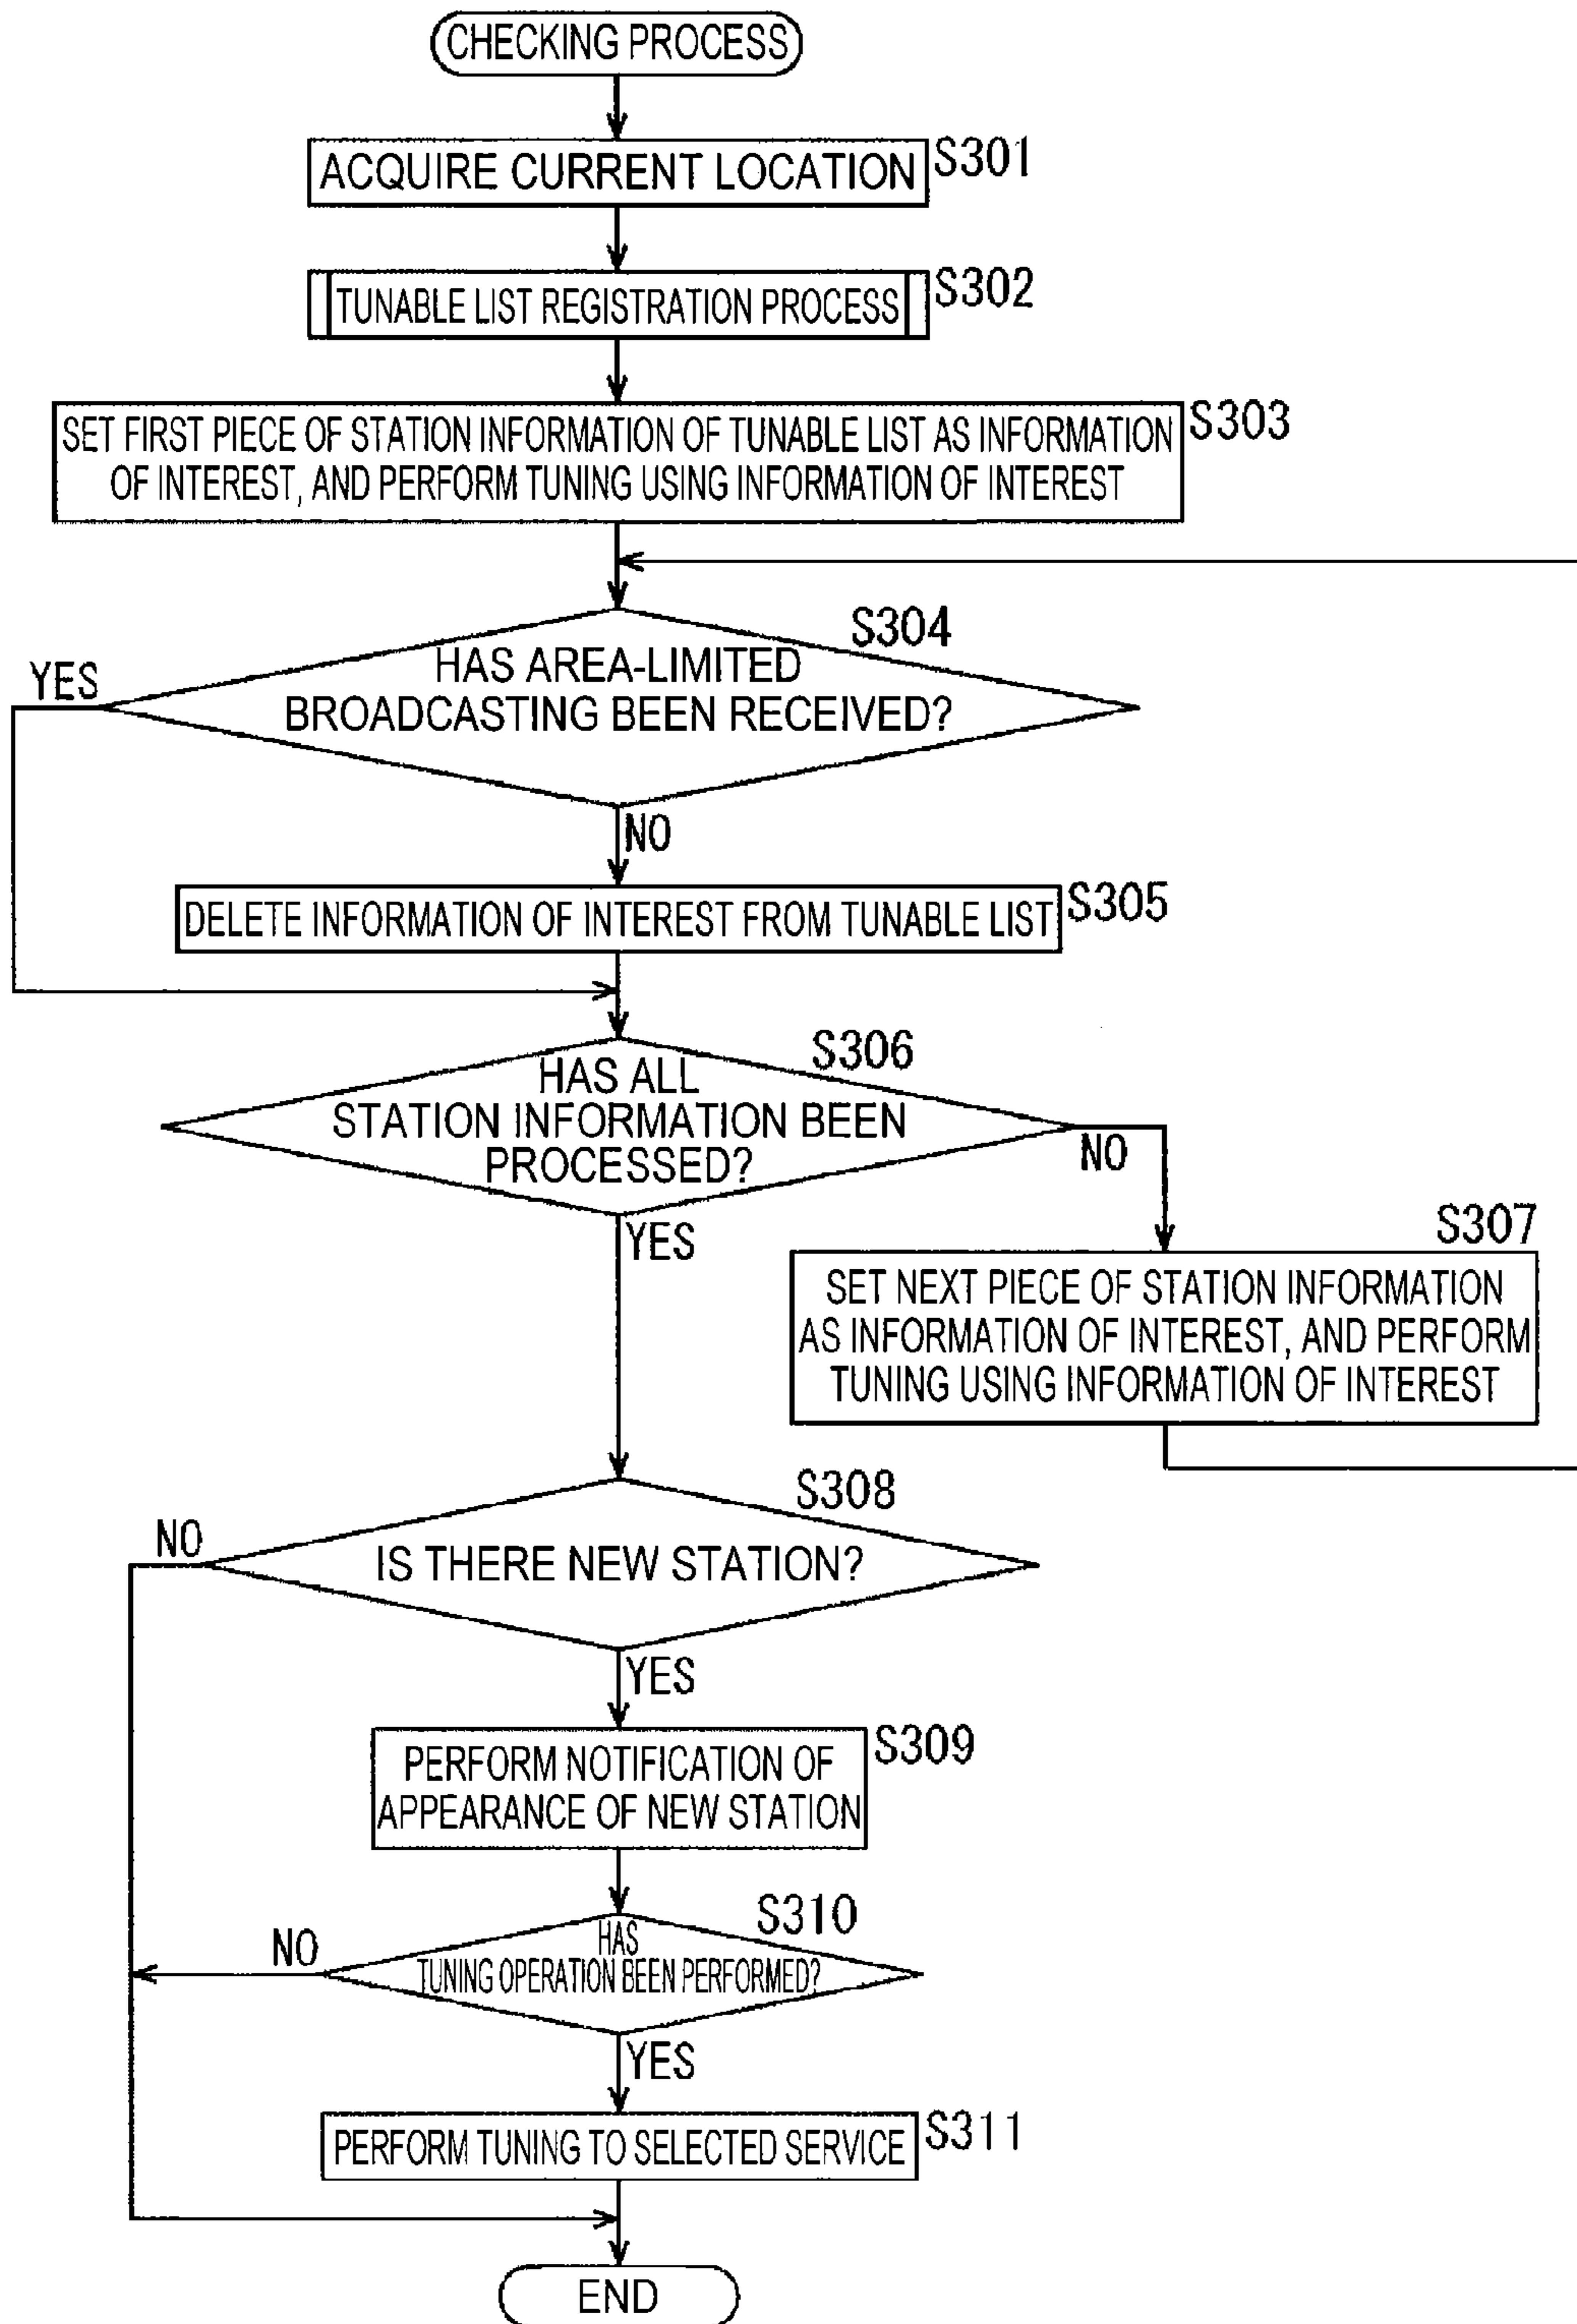 CHECKING PROCESS
ACQUIRE CURRENT LOCATION
S301
TUNABLE LIST REGISTRATION PROCESS
S302
SET FIRST PIECE OF STATION INFORMATION OF TUNABLE LIST AS INFORMATION
OF INTEREST, AND PERFORM TUNING USING INFORMATION OF INTEREST
S303
S304
HAS AREA-LIMITED
BROADCASTING BEEN RECEIVED?
YES
NO
DELETE INFORMATION OF INTEREST FROM TUNABLE LIST
S305
S306
HAS ALL
STATION INFORMATION BEEN
PROCESSED?
NO
YES
S307
SET NEXT PIECE OF STATION INFORMATION
AS INFORMATION OF INTEREST, AND PERFORM
TUNING USING INFORMATION OF INTEREST
S308
NO
IS THERE NEW STATION?
YES
S309
PERFORM NOTIFICATION OF
APPEARANCE OF NEW STATION
S310
NO
HAS
TUNING OPERATION BEEN PERFORMED?
YES
PERFORM TUNING TO SELECTED SERVICE
S311
END